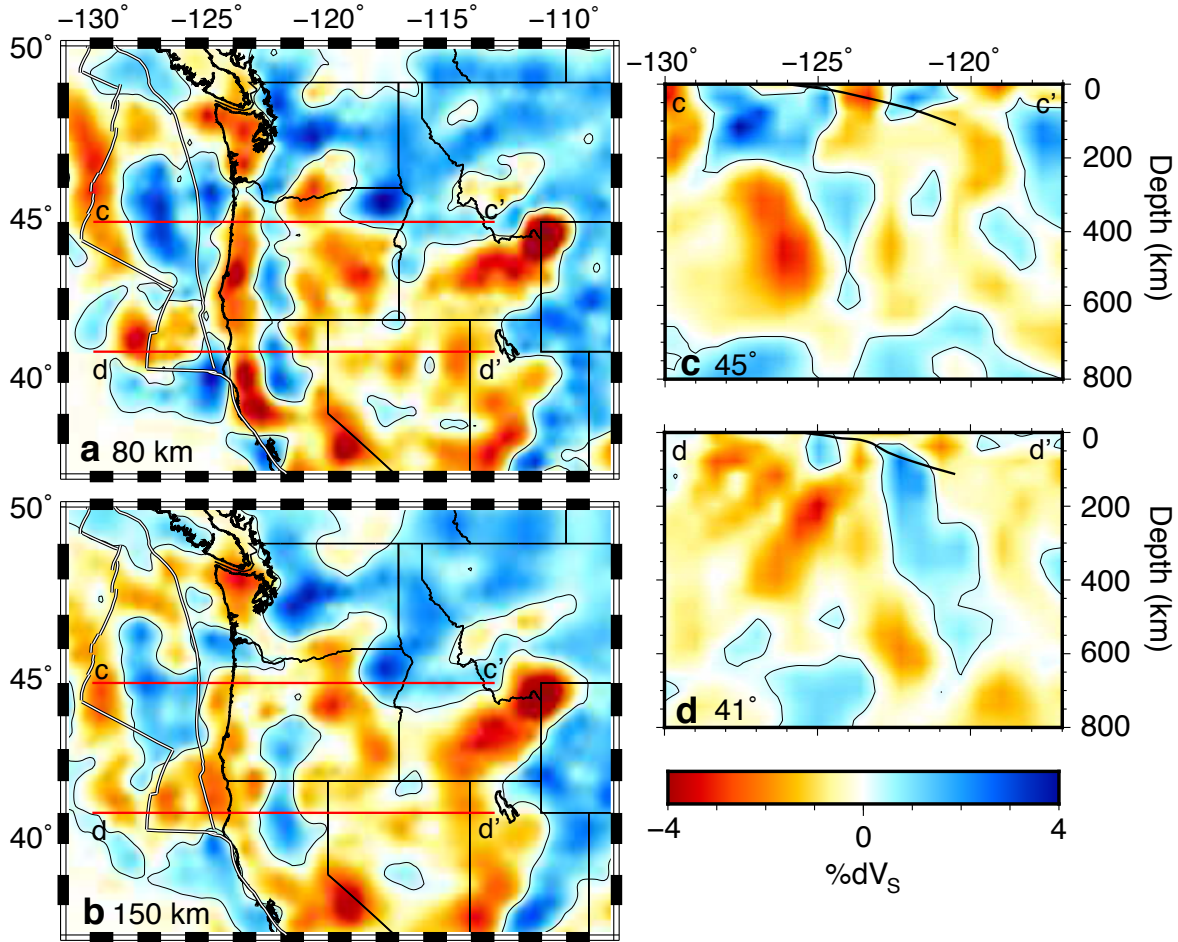 −130˚ −125˚ −120˚ −115˚ −110˚
50˚
45˚
40˚
c c’
d d’
a 80 km
50˚
45˚
40˚
c c’
d d’
b 150 km
−130˚ −125˚ −120˚
c c’
0
200
400
600
800
Depth (km)
c 45˚
d d’
0
200
400
600
800
Depth (km)
d 41˚
−4 0 4
%dVS